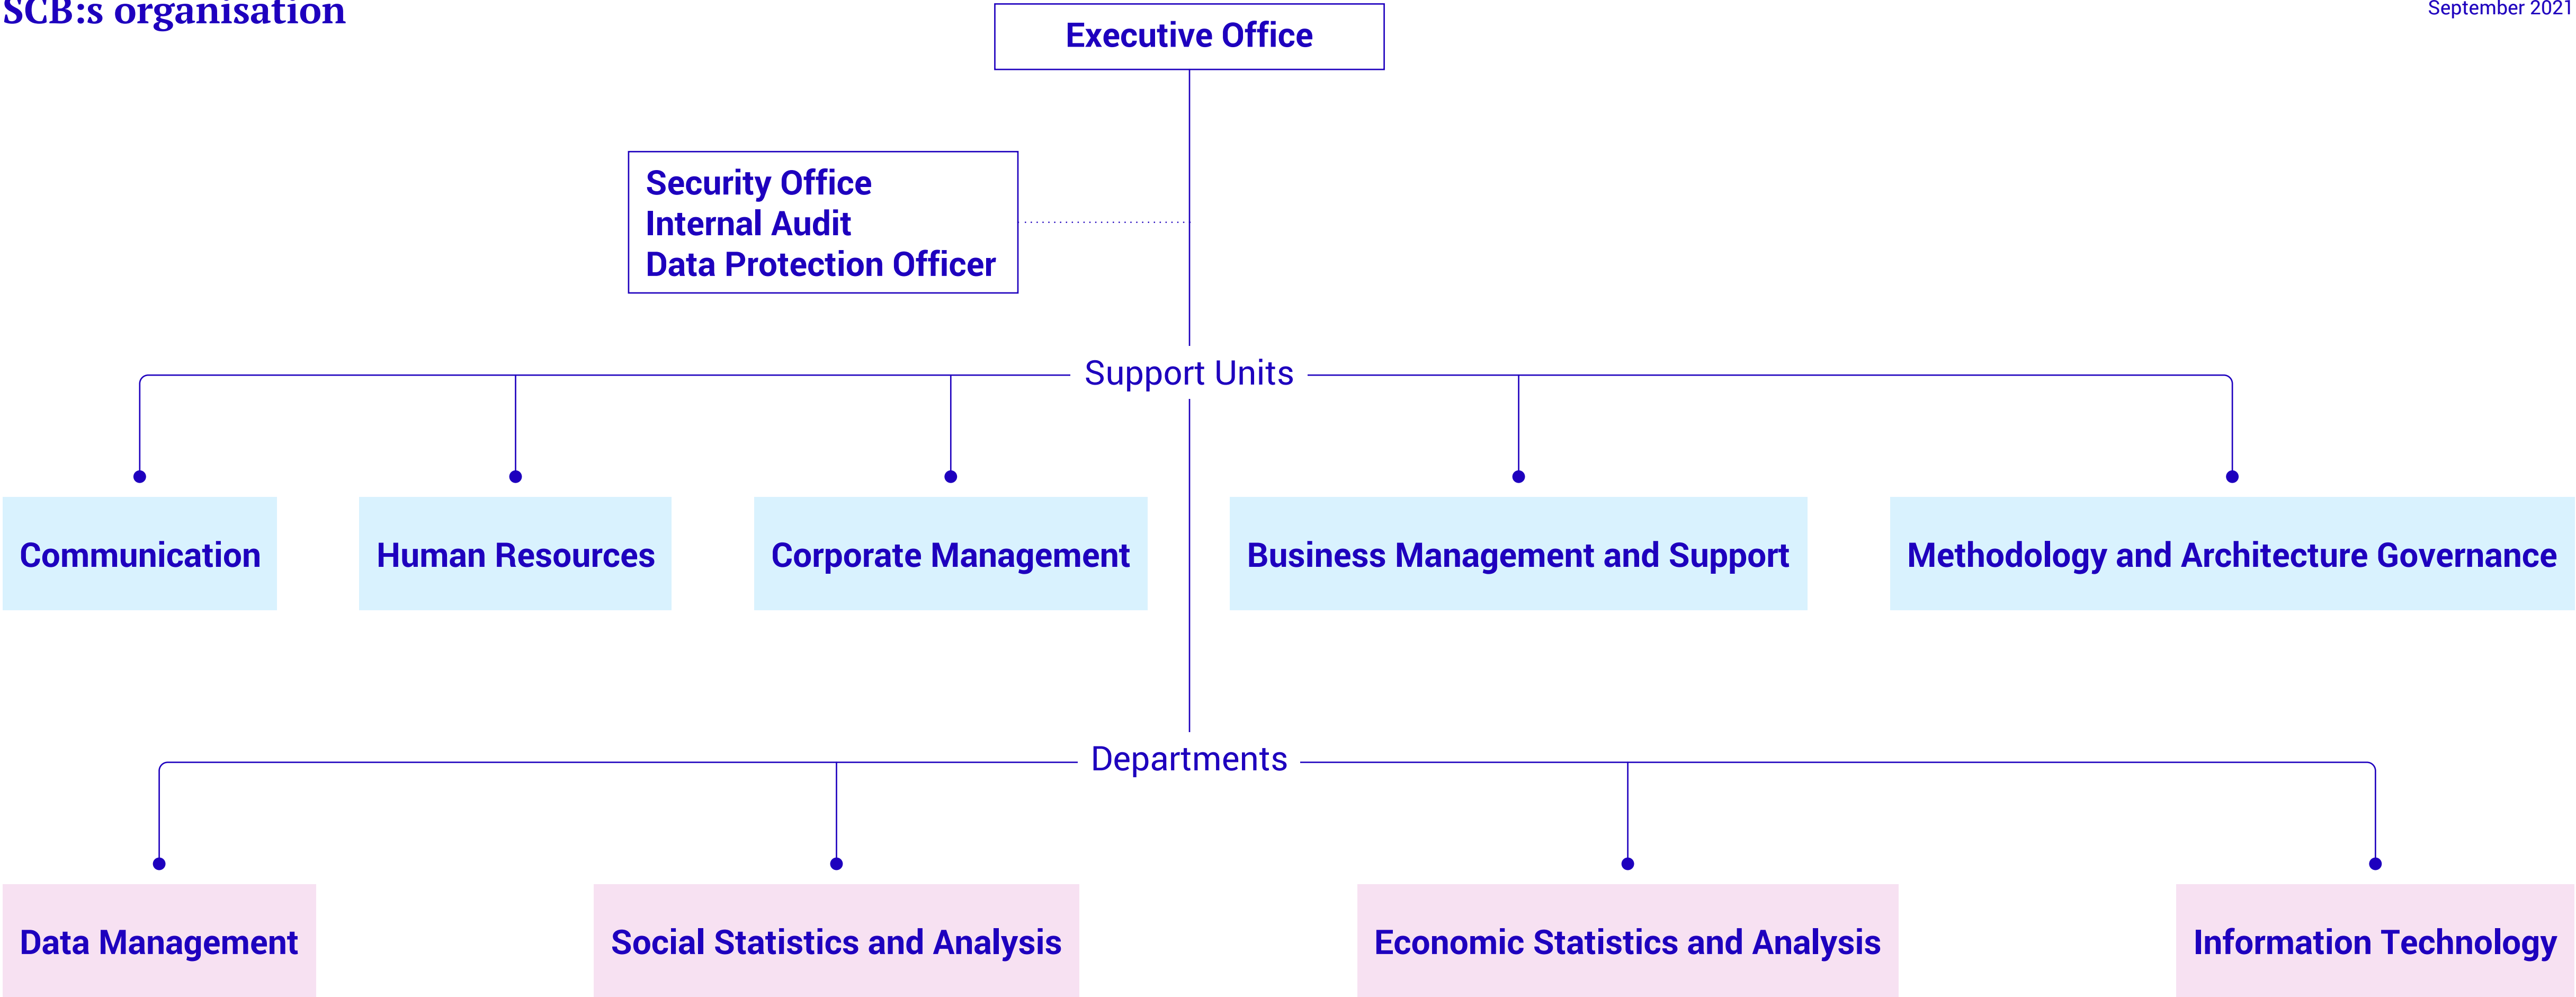 SCB:s organisation
September 2021
Executive Office
Security Office
Internal Audit
Data Protection Officer
Support Units
Communication
Human Resources
Corporate Management
Business Management and Support
Methodology and Architecture Governance
Departments
Data Management
Social Statistics and Analysis
Economic Statistics and Analysis
Information Technology